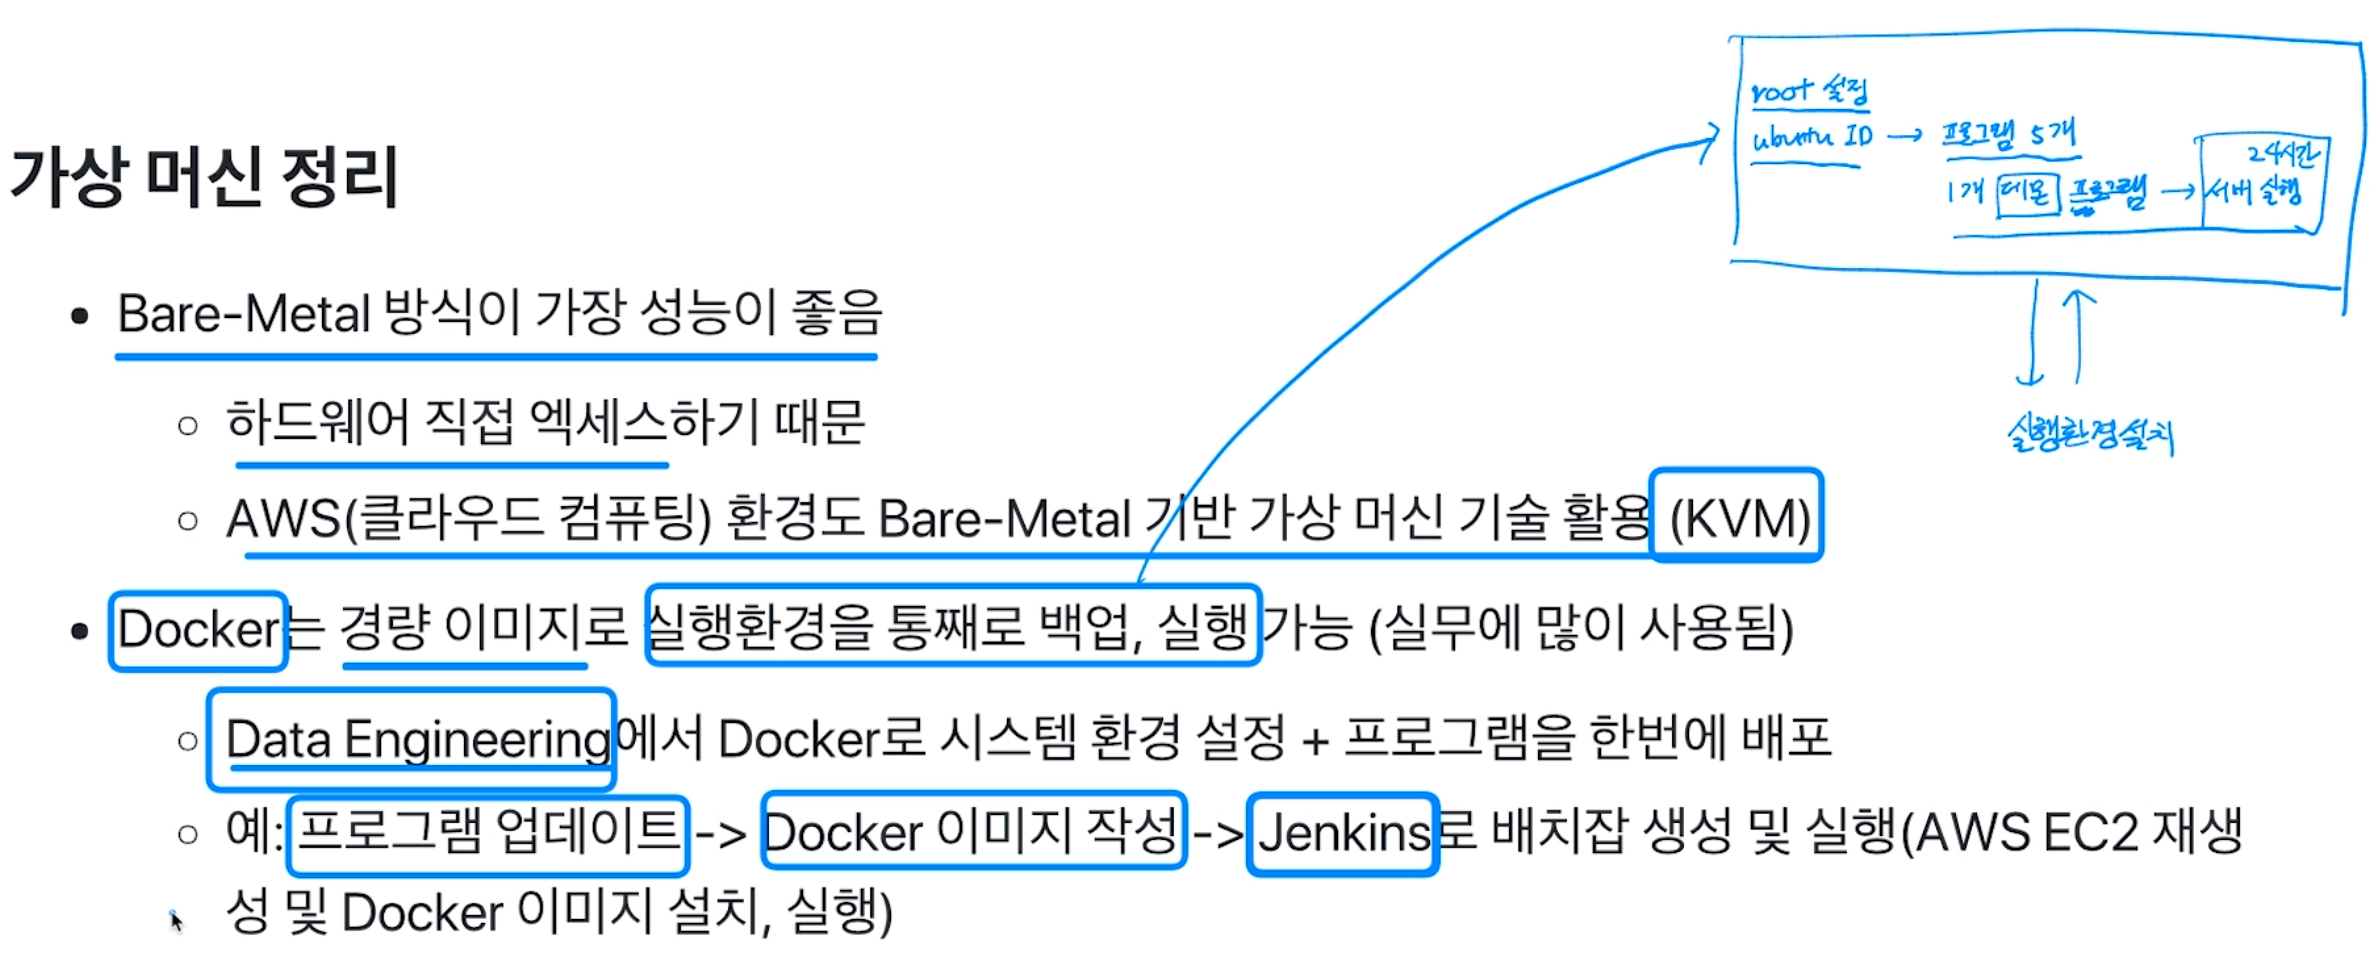 root 설정
ubuntu ID → 프로그램 5개
1개 데몬 프로그램 → 24시간
서버 실행
실행환경설치
가상 머신 정리
• Bare-Metal 방식이 가장 성능이 좋음
○ 하드웨어 직접 엑세스하기 때문
○ AWS(클라우드 컴퓨팅) 환경도 Bare-Metal 기반 가상 머신 기술 활용 (KVM)
• Docker는 경량 이미지로 실행환경을 통째로 백업, 실행 가능 (실무에 많이 사용됨)
○ Data Engineering에서 Docker로 시스템 환경 설정 + 프로그램을 한번에 배포
○ 예: 프로그램 업데이트 -> Docker 이미지 작성 -> Jenkins로 배치잡 생성 및 실행(AWS EC2 재생
성 및 Docker 이미지 설치, 실행)